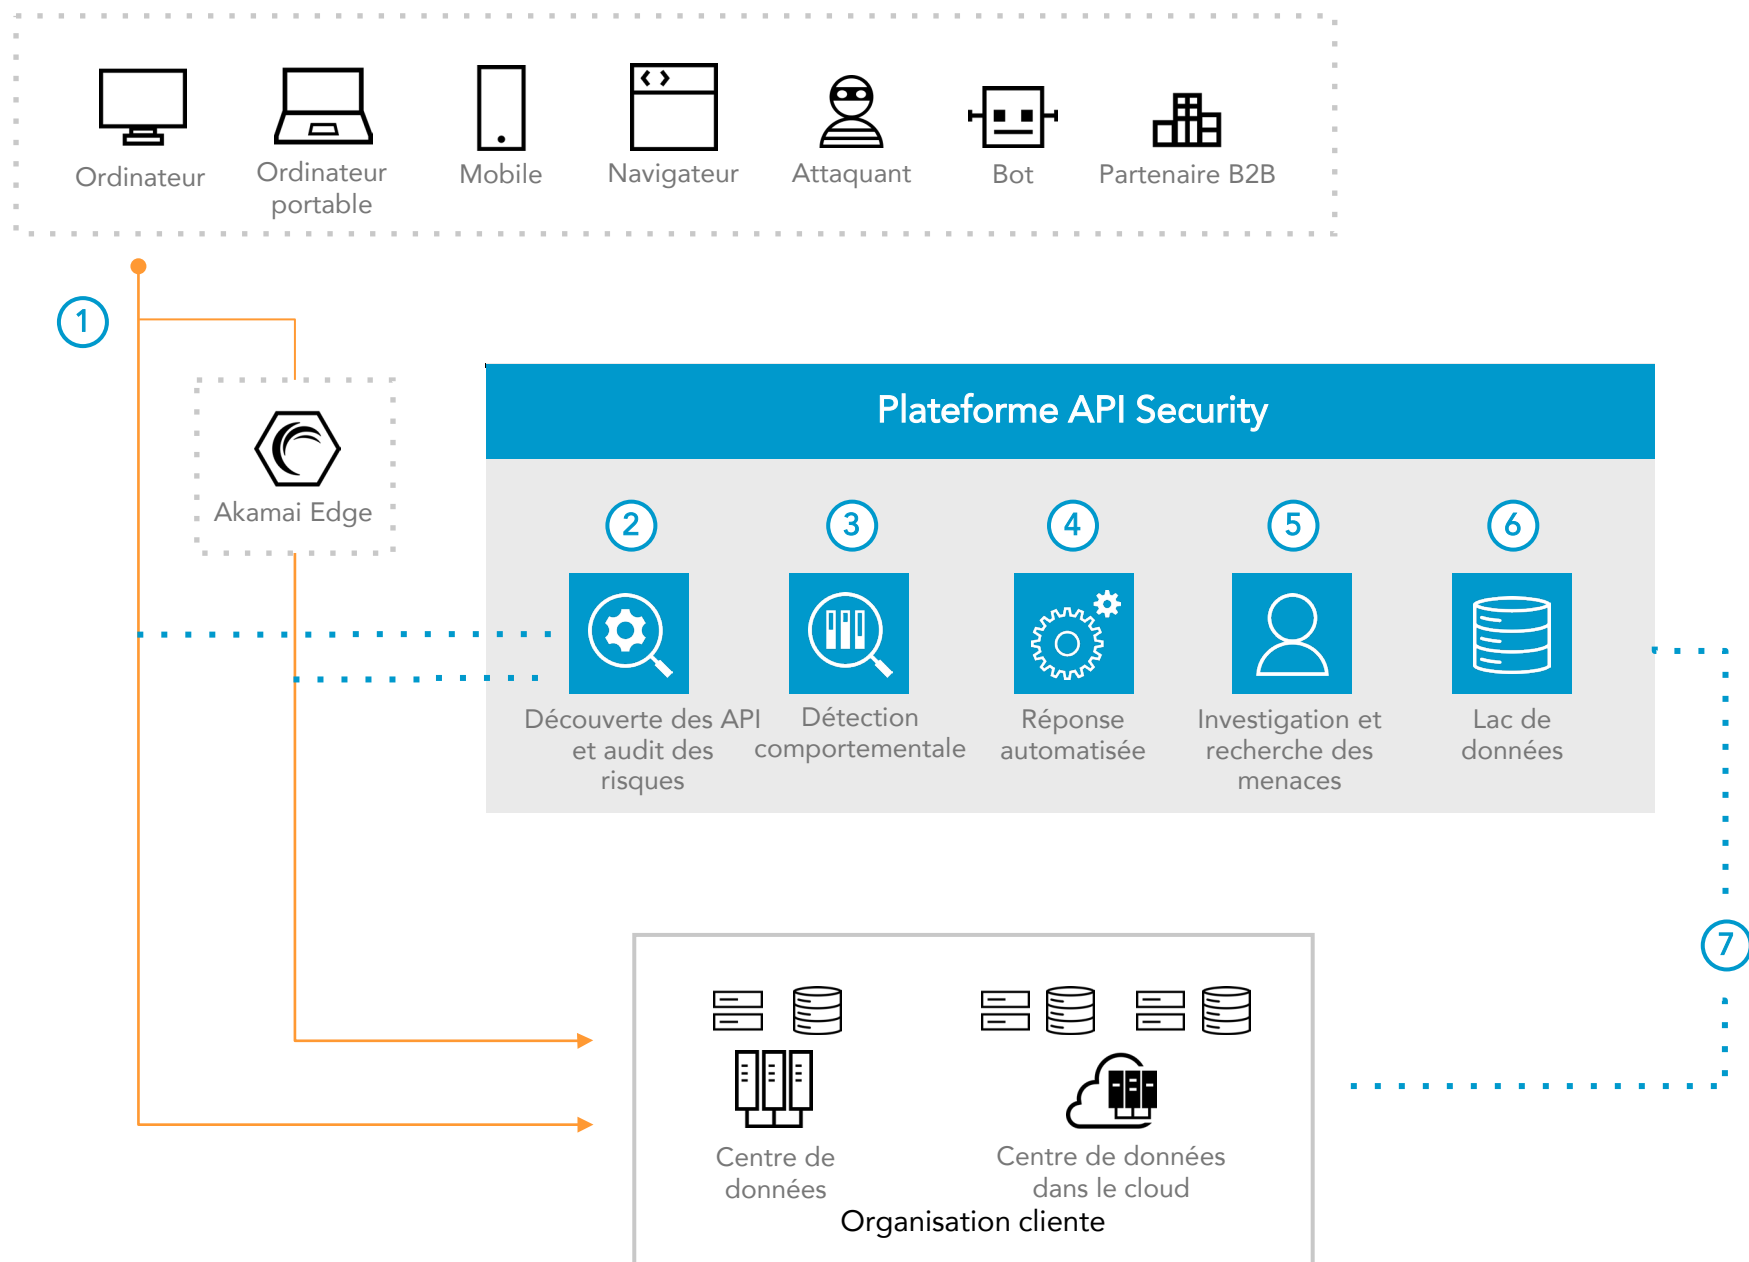 Ordinateur
Ordinateur
portable
Mobile
Navigateur
Attaquant
Bot
Partenaire B2B
1
Akamai Edge
Plateforme API Security
2
3
4
5
6
Découverte des API
et audit des
risques
Détection
comportementale
Réponse
automatisée
Investigation et
recherche des
menaces
Lac de
données
7
Centre de
données
Centre de données
dans le cloud
Organisation cliente